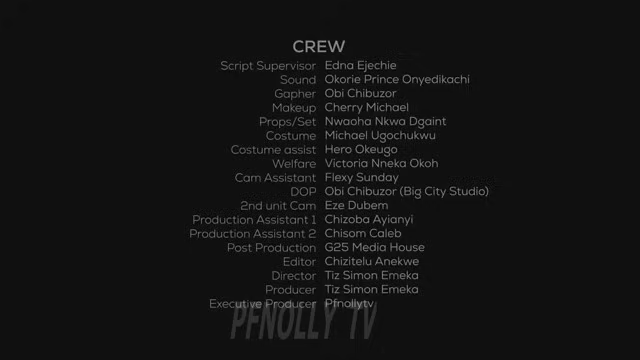 CREW
Script Supervisor Edna Ejechie
Sound Okorie Prince Onyedikachi
Gapher Obi Chibuzor
Makeup Cherry Michael
Props/Set Nwaoha Nkwa Dgaint
Costume Michael Ugochukwu
Costume assist Hero Okeugo
Welfare Victoria Nneka Okoh
Cam Assistant Flexy Sunday
DOP Obi Chibuzor (Big City Studio)
2nd unit Cam Eze Dubem
Production Assistant 1 Chizoba Ayianyi
Production Assistant 2 Chisom Caleb
Post Production G25 Media House
Editor Chizitelu Anekwe
Director Tiz Simon Emeka
Producer Tiz Simon Emeka
Executive Producer Pfnollytv
PFNOLLY TV